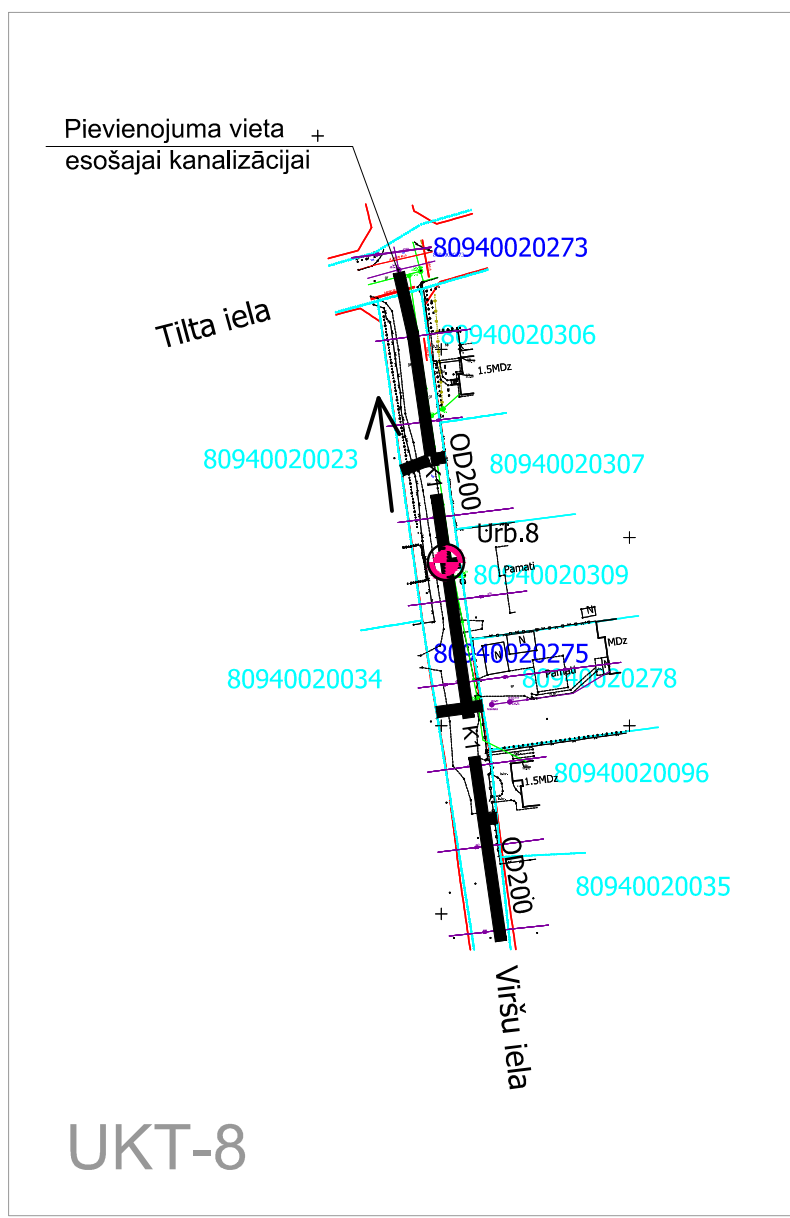 Pievienojuma vieta
esošajai kanalizācijai
80940020273
Tilta iela
80940020306
1.5MDz
80940020023
OD200
80940020307
K1
Urb.8
Pamati
80940020309
N
N
MDz
80940020275
N
N
Pamati
80940020034
80940020278
K1
80940020096
1.5MDz
OD200
80940020035
Viršu iela
UKT-8